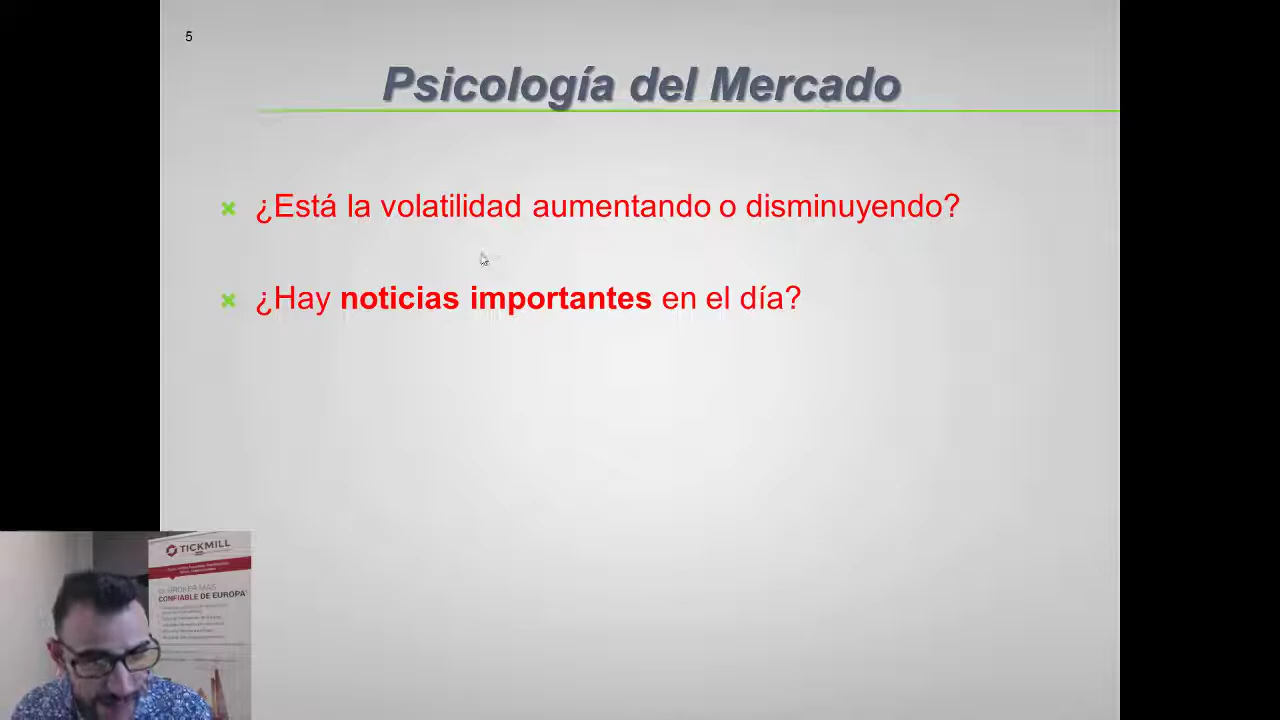 5
Psicología del Mercado
¿Está la volatilidad aumentando o disminuyendo?
¿Hay noticias importantes en el día?
TICKMILL
CONFIABLE DE EUROPA